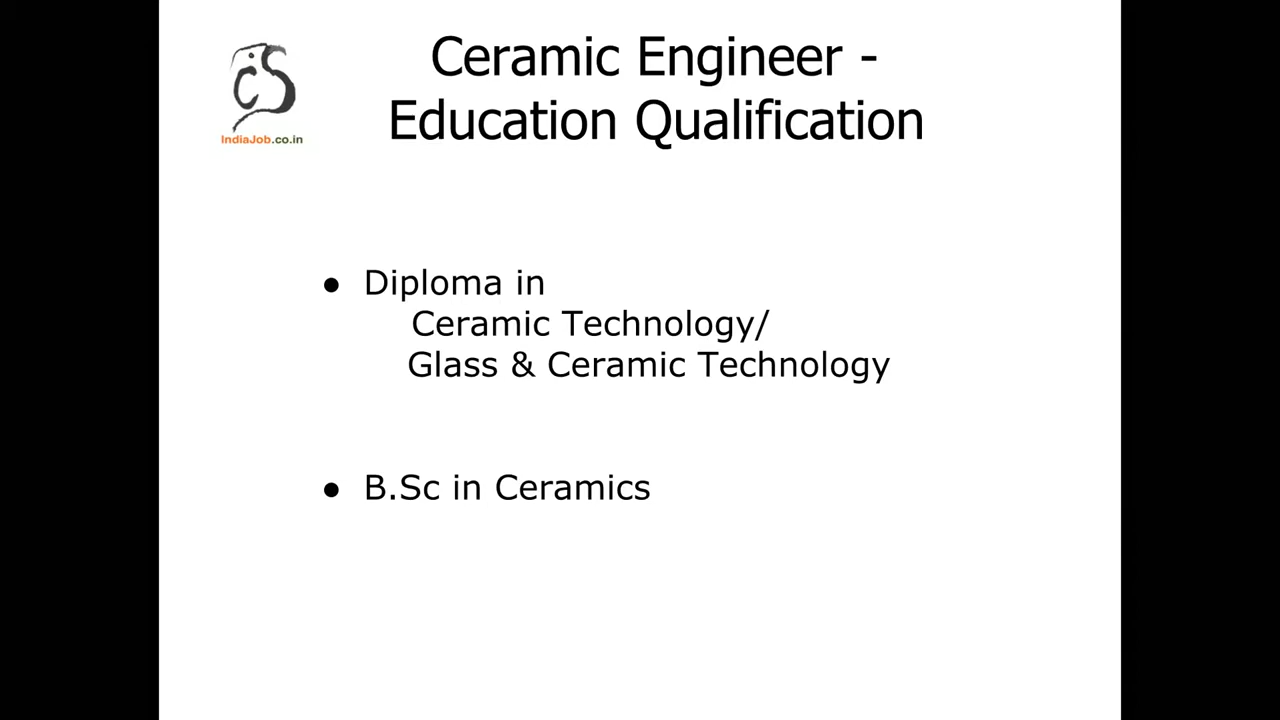 Ceramic Engineer -
Education Qualification
IndiaJob.co.in
● Diploma in
Ceramic Technology/
Glass & Ceramic Technology
● B.Sc in Ceramics